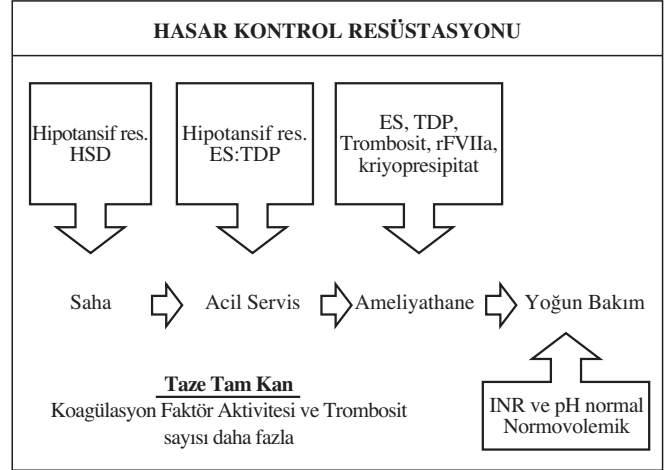 HASAR KONTROL RESÜSTASYONU
Hipotansif res.
HSD
Hipotansif res.
ES:TDP
ES, TDP,
Trombosit, rFVIIa,
kriyopresipitat
Saha
Acil Servis
Ameliyathane
Yoğun Bakım
Taze Tam Kan
Koagülasyon Faktör Aktivitesi ve Trombosit
sayısı daha fazla
INR ve pH normal
Normovolemik